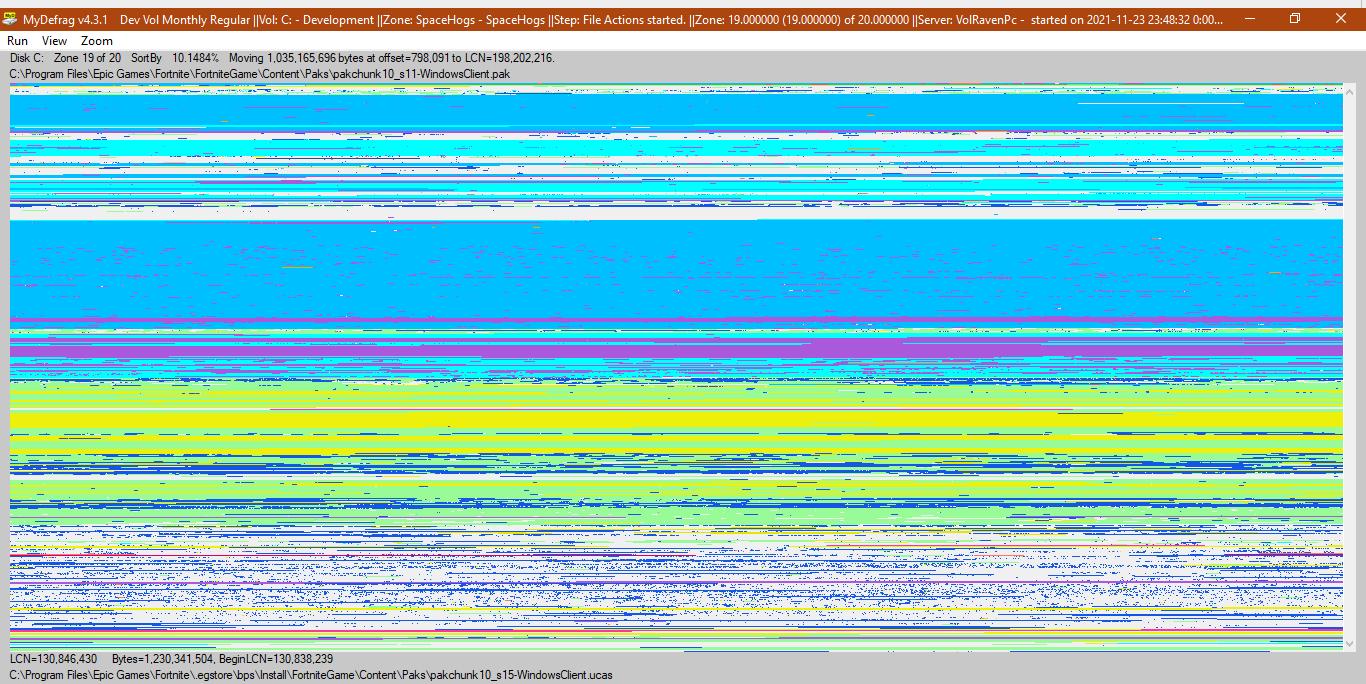 MyDefrag v4.3.1 Dev Vol Monthly Regular ||Vol: C: - Development ||Zone: SpaceHogs - SpaceHogs ||Step: File Actions started. ||Zone: 19.000000 (19.000000) of 20.000000 ||Server: VolRavenPc - started on 2021-11-23 23:48:32 0:00...
Run View Zoom
Disk C: Zone 19 of 20 SortBy 10.1484% Moving 1,035,165,696 bytes at offset=798,091 to LCN=198,202,216.
C:\Program Files\Epic Games\Fortnite\FortniteGame\Content\Paks\pakchunk10_s11-WindowsClient.pak
LCN=130,846,430 Bytes=1,230,341,504, BeginLCN=130,838,239
C:\Program Files\Epic Games\Fortnite\.egstore\bps\Install\FortniteGame\Content\Paks\pakchunk10_s15-WindowsClient.ucas